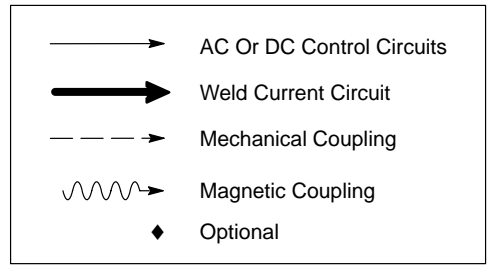 AC Or DC Control Circuits
Weld Current Circuit
Mechanical Coupling
Magnetic Coupling
Optional